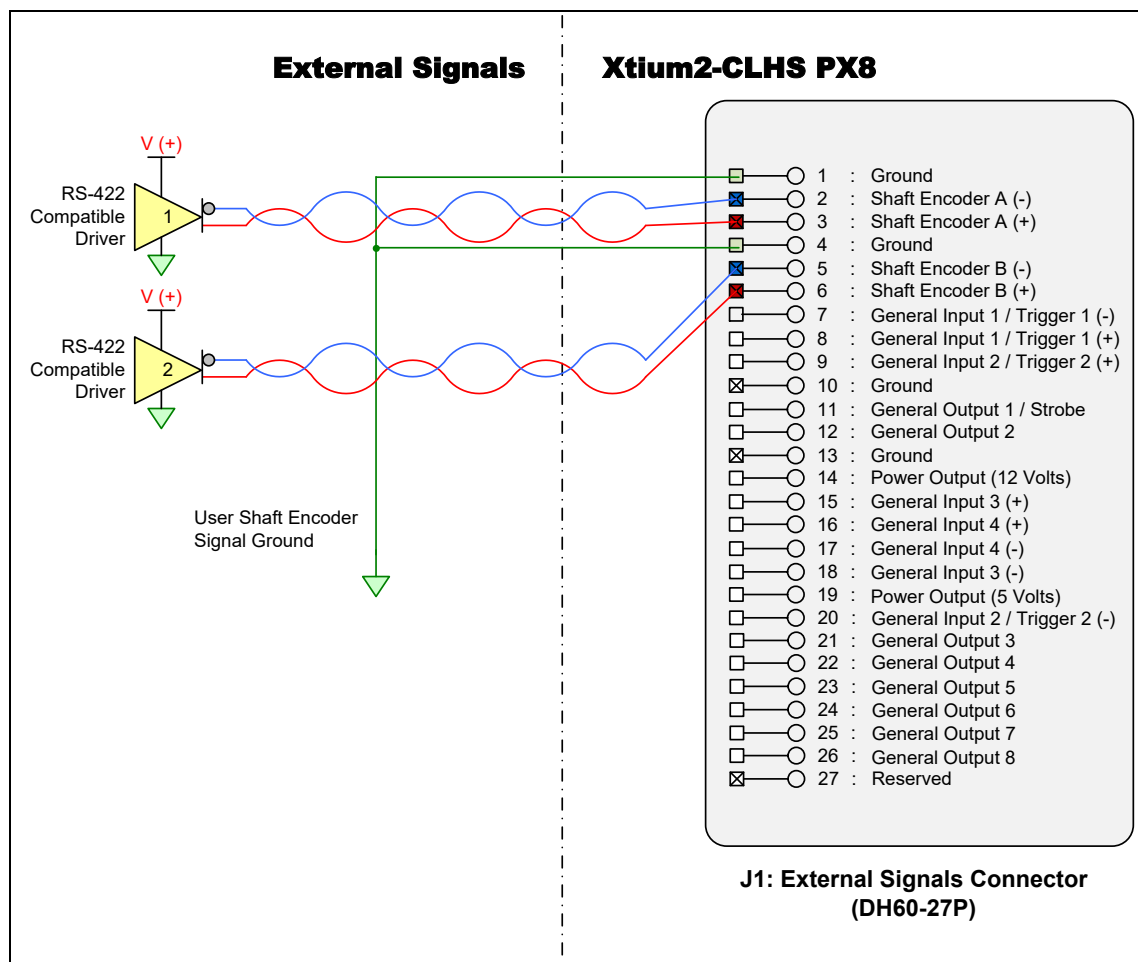 External Signals
Xtium2-CLHS PX8
V (+)
RS-422
Compatible
Driver
1
V (+)
RS-422
Compatible
Driver
2
User Shaft Encoder
Signal Ground
1 : Ground
2 : Shaft Encoder A (-)
3 : Shaft Encoder A (+)
4 : Ground
5 : Shaft Encoder B (-)
6 : Shaft Encoder B (+)
7 : General Input 1 / Trigger 1 (-)
8 : General Input 1 / Trigger 1 (+)
9 : General Input 2 / Trigger 2 (+)
10 : Ground
11 : General Output 1 / Strobe
12 : General Output 2
13 : Ground
14 : Power Output (12 Volts)
15 : General Input 3 (+)
16 : General Input 4 (+)
17 : General Input 4 (-)
18 : General Input 3 (-)
19 : Power Output (5 Volts)
20 : General Input 2 / Trigger 2 (-)
21 : General Output 3
22 : General Output 4
23 : General Output 5
24 : General Output 6
25 : General Output 7
26 : General Output 8
27 : Reserved
J1: External Signals Connector
(DH60-27P)